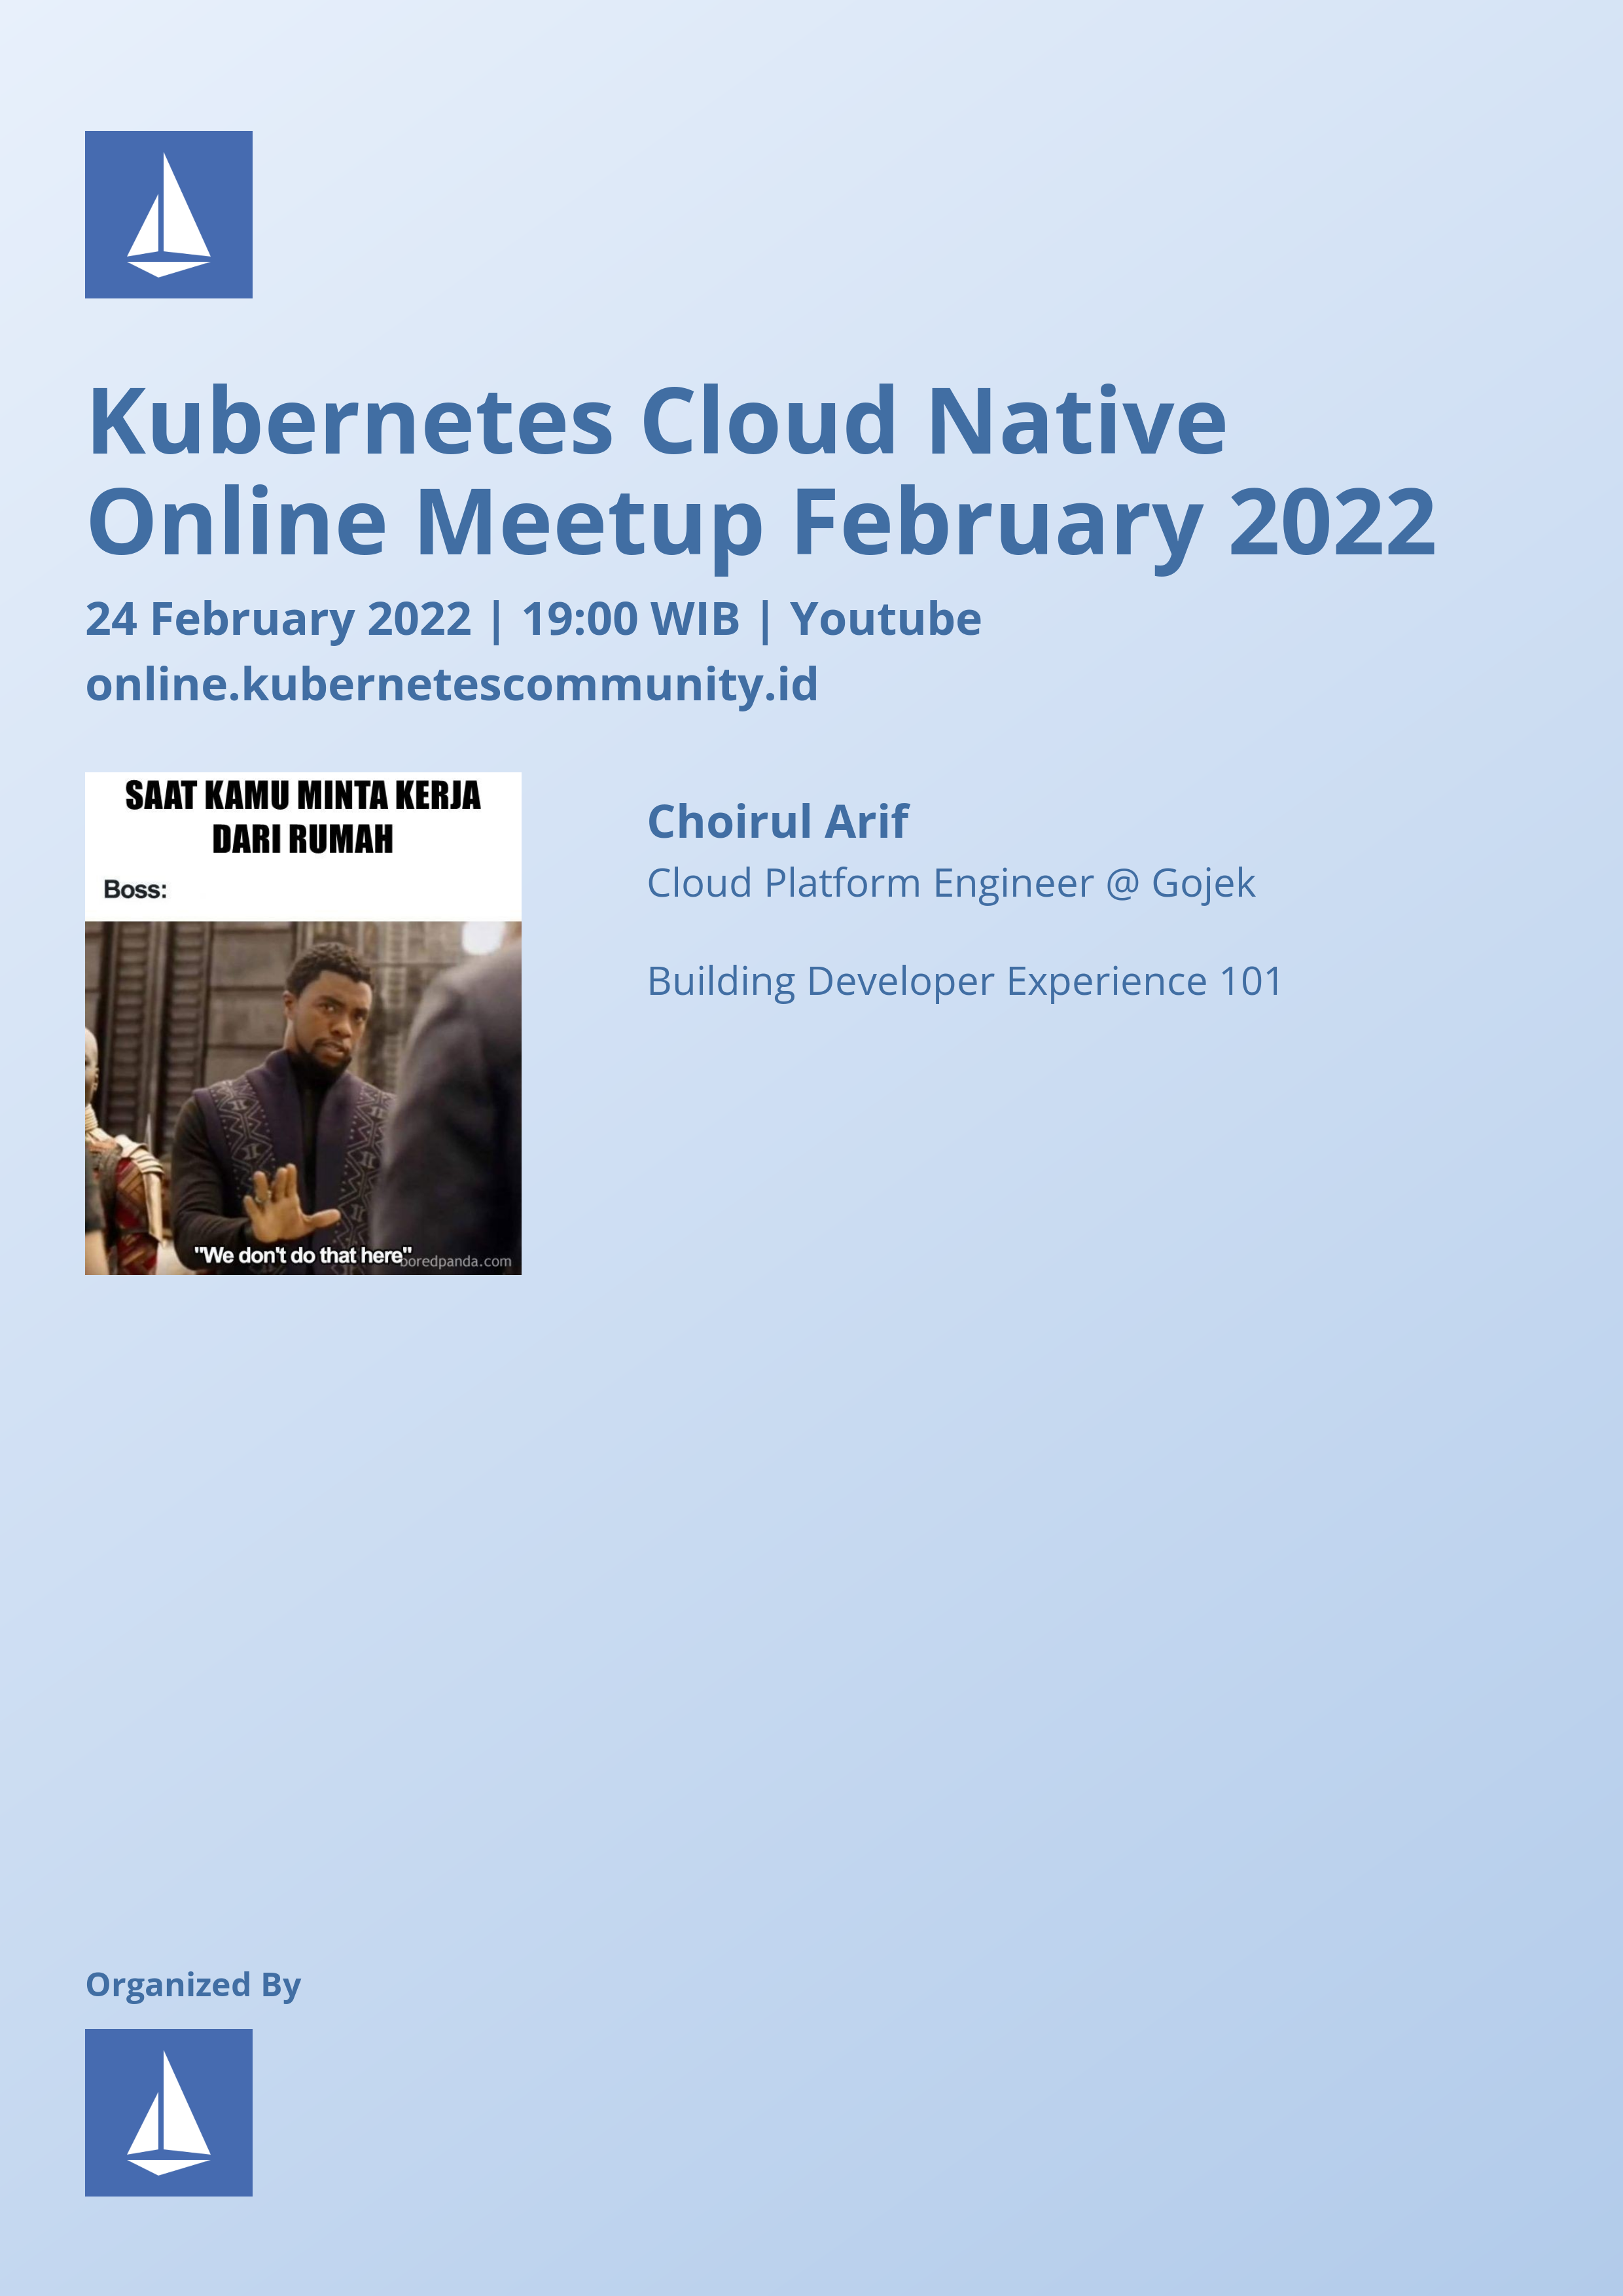 Kubernetes Cloud Native
Online Meetup February 2022
24 February 2022 | 19:00 WIB | Youtube
online.kubernetescommunity.id
SAAT KAMU MINTA KERJA
DARI RUMAH
Boss:
"We don't do that here"
boredpanda.com
Choirul Arif
Cloud Platform Engineer @ Gojek
Building Developer Experience 101
Organized By